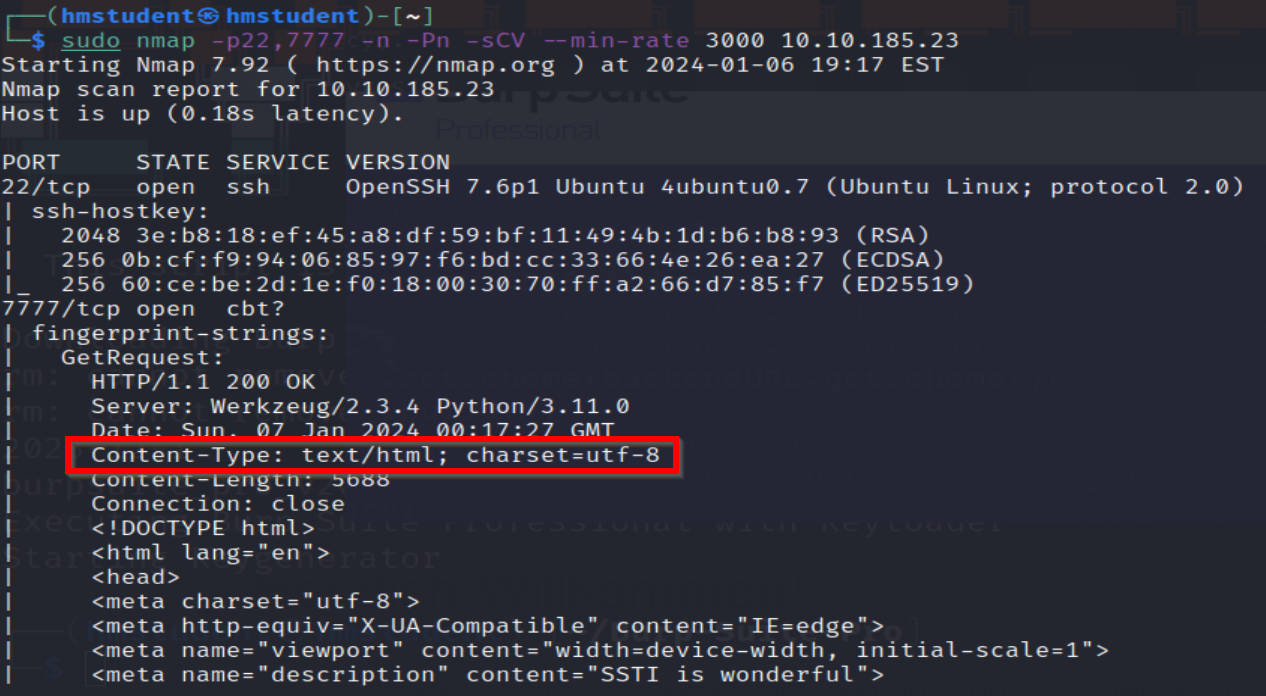 ┌──(hmstudent㉿hmstudent)-[~]
└─$ sudo nmap -p22,7777 -n -Pn -sCV --min-rate 3000 10.10.185.23
Starting Nmap 7.92 ( https://nmap.org ) at 2024-01-06 19:17 EST
Nmap scan report for 10.10.185.23
Host is up (0.18s latency).
PORT     STATE SERVICE VERSION
22/tcp   open  ssh     OpenSSH 7.6p1 Ubuntu 4ubuntu0.7 (Ubuntu Linux; protocol 2.0)
| ssh-hostkey:
|   2048 3e:b8:18:ef:45:a8:df:59:bf:11:49:4b:1d:b6:b8:93 (RSA)
|   256 0b:cf:f9:94:06:85:97:f6:bd:cc:33:66:4e:26:ea:27 (ECDSA)
|_  256 60:ce:be:2d:1e:f0:18:00:30:70:ff:a2:66:d7:85:f7 (ED25519)
7777/tcp open  cbt?
| fingerprint-strings:
|   GetRequest:
|     HTTP/1.1 200 OK
|     Server: Werkzeug/2.3.4 Python/3.11.0
|     Date: Sun, 07 Jan 2024 00:17:27 GMT
|     Content-Type: text/html; charset=utf-8
|     Content-Length: 5688
|     Connection: close
|     <!DOCTYPE html>
|     <html lang="en">
|     <head>
|     <meta charset="utf-8">
|     <meta http-equiv="X-UA-Compatible" content="IE=edge">
|     <meta name="viewport" content="width=device-width, initial-scale=1">
|     <meta name="description" content="SSTI is wonderful">